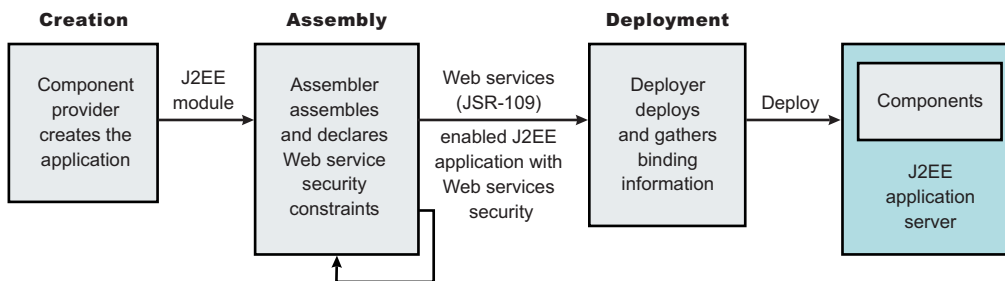 Creation
Assembly
Deployment
Component
provider
creates the
application
J2EE
module
Assembler
assembles
and declares
Web service
security
constraints
Web services
(JSR-109)
enabled J2EE
application with
Web services
security
Deployer
deploys
and gathers
binding
information
Deploy
Components
J2EE
application
server